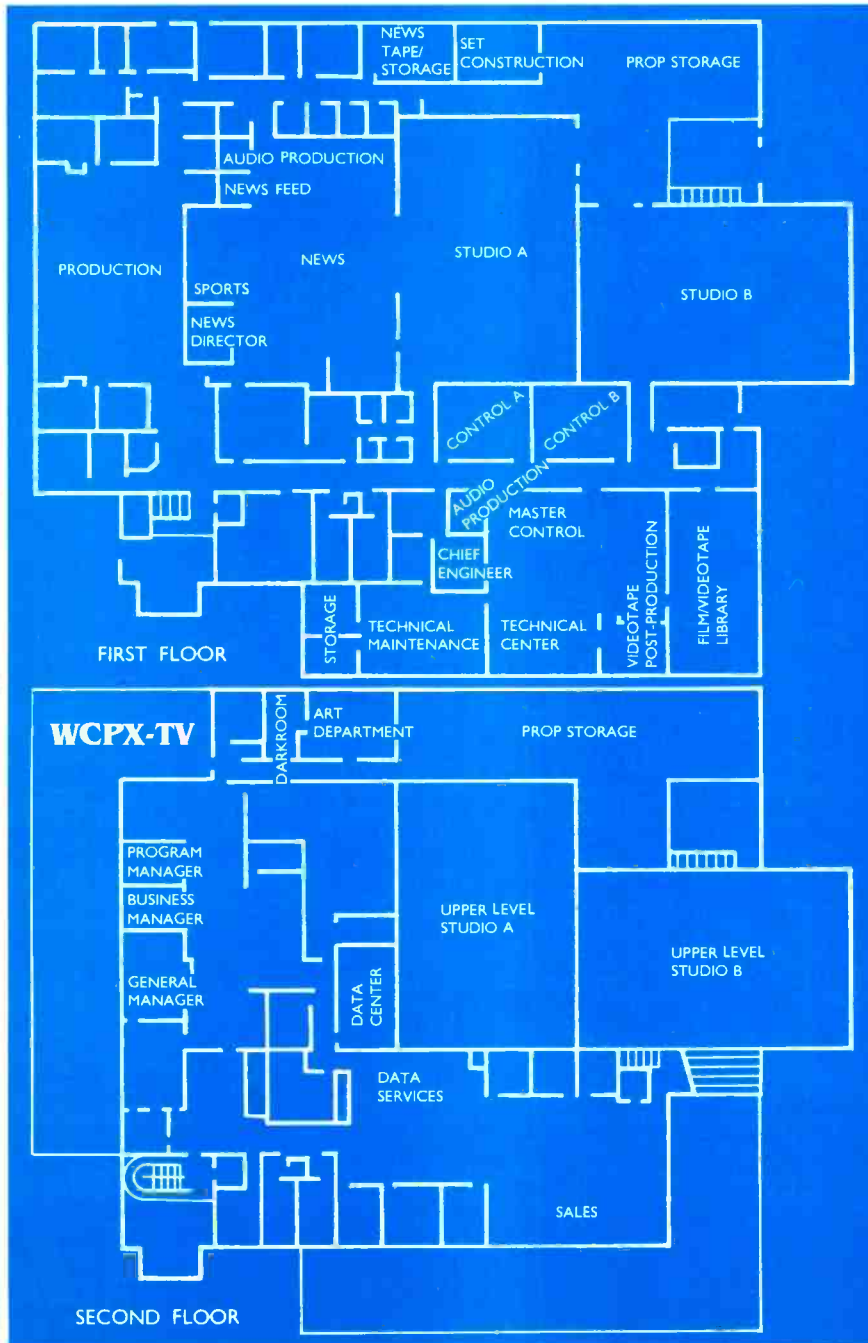 NEWS
TAPE/
STORAGE
SET
CONSTRUCTION
PROP STORAGE
AUDIO PRODUCTION
NEWS FEED
PRODUCTION
NEWS
STUDIO A
STUDIO B
SPORTS
NEWS
DIRECTOR
CONTROL A
CONTROL B
AUDIO
PRODUCTION
MASTER
CONTROL
CHIEF
ENGINEER
STORAGE
TECHNICAL
MAINTENANCE
TECHNICAL
CENTER
VIDEOTAPE
POST-PRODUCTION
FILM/VIDEOTAPE
LIBRARY
FIRST FLOOR
WCPX-TV
DARKROOM
ART
DEPARTMENT
PROP STORAGE
PROGRAM
MANAGER
BUSINESS
MANAGER
GENERAL
MANAGER
DATA
CENTER
UPPER LEVEL
STUDIO A
UPPER LEVEL
STUDIO B
DATA
SERVICES
SALES
SECOND FLOOR